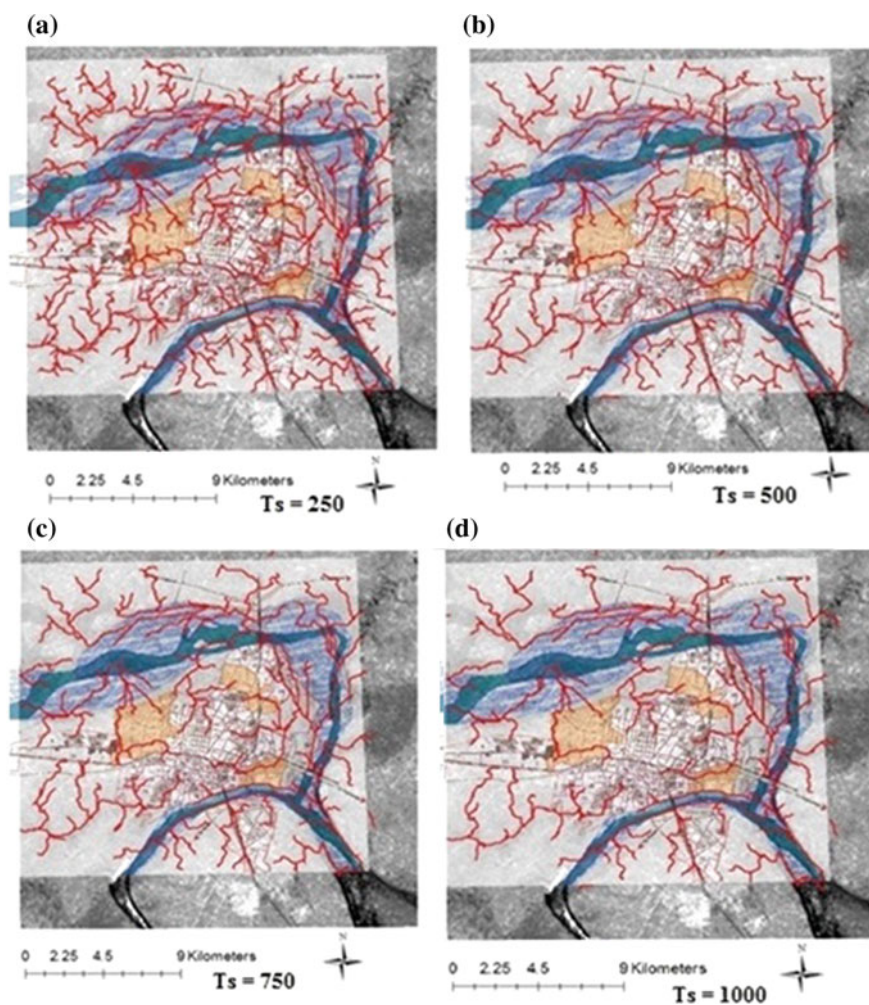 (a)
(b)
0 2.25 4.5 9 Kilometers
N
Ts = 250
0 2.25 4.5 9 Kilometers
N
Ts = 500
(c)
(d)
0 2.25 4.5 9 Kilometers
N
Ts = 750
0 2.25 4.5 9 Kilometers
N
Ts = 1000